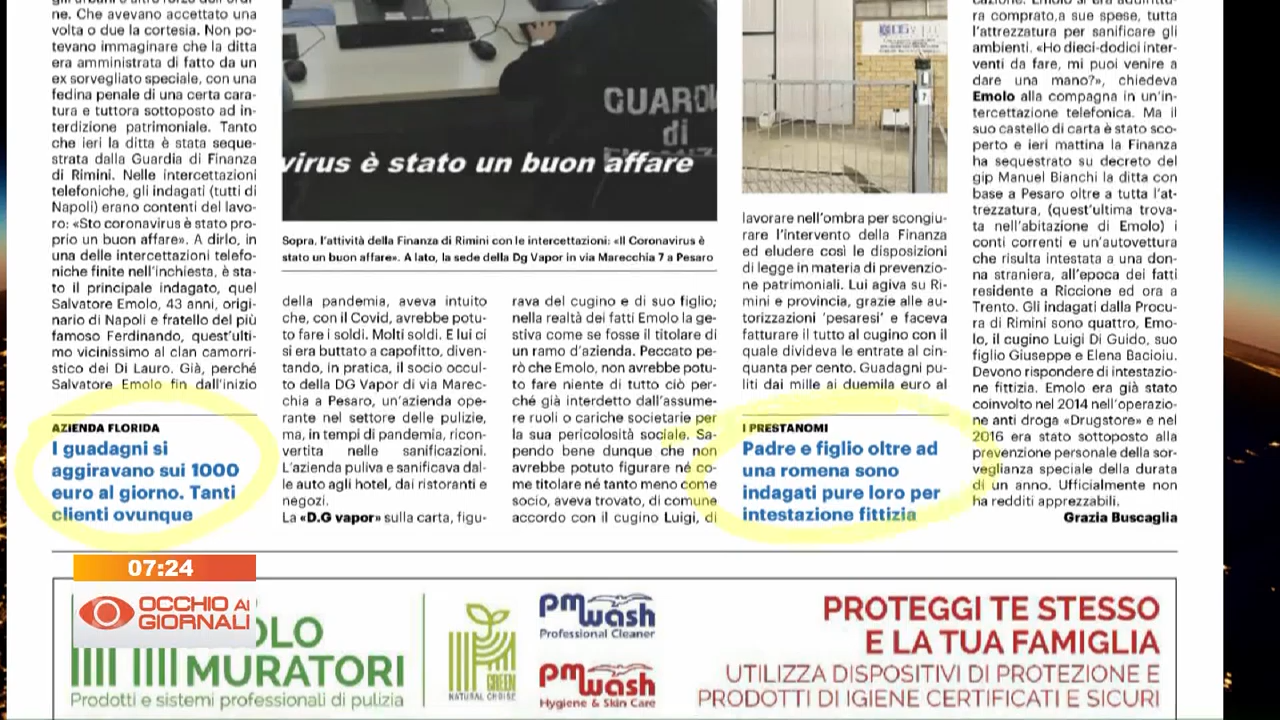 gli urbani e altre forze dell'ordi-
ne. Che avevano accettato una
volta o due la cortesia. Non po-
tevano immaginare che la ditta
era amministrata di fatto da un
ex sorvegliato speciale, con una
fedina penale di una certa cara-
tura e tuttora sottoposto ad in-
terdizione patrimoniale. Tanto
che ieri la ditta è stata seque-
strata dalla Guardia di Finanza
di Rimini. Nelle intercettazioni
telefoniche, gli indagati (tutti di
Napoli) erano contenti del lavo-
ro: «Sto coronavirus è stato pro-
prio un buon affare». A dirlo, in
una delle intercettazioni telefo-
niche finite nell'inchiesta, è sta-
to il principale indagato, quel
Salvatore Emolo, 43 anni, origi-
nario di Napoli e fratello del più
famoso Ferdinando, quest'ulti-
mo vicinissimo al clan camorri-
stico dei Di Lauro. Già, perché
Salvatore Emolo fin dall'inizio
AZIENDA FLORIDA
I guadagni si
aggiravano sui 1000
euro al giorno. Tanti
clienti ovunque
GUARDI
di
virus è stato un buon affare
Sopra, l'attività della Finanza di Rimini con le intercettazioni: «Il Coronavirus è
stato un buon affare». A lato, la sede della Dg Vapor in via Marecchia 7 a Pesaro
della pandemia, aveva intuito
che, con il Covid, avrebbe potu-
to fare i soldi. Molti soldi. E lui ci
si era buttato a capofitto, diven-
tando, in pratica, il socio occul-
to della DG Vapor di via Marec-
chia a Pesaro, un'azienda ope-
rante nel settore delle pulizie,
ma, in tempi di pandemia, ricon-
vertita nelle sanificazioni.
L'azienda puliva e sanificava dal-
le auto agli hotel, dai ristoranti e
negozi.
La «D.G vapor» sulla carta, figu-
rava del cugino e di suo figlio;
nella realtà dei fatti Emolo la ge-
stiva come se fosse il titolare di
un ramo d'azienda. Peccato pe-
rò che Emolo, non avrebbe potu-
to fare niente di tutto ciò per-
ché già interdetto dall'assume-
re ruoli o cariche societarie per
la sua pericolosità sociale. Sa-
pendo bene dunque che non
avrebbe potuto figurare né co-
me titolare né tanto meno come
socio, aveva trovato, di comune
accordo con il cugino Luigi, di
lavorare nell'ombra per scongiu-
rare l'intervento della Finanza
ed eludere così le disposizioni
di legge in materia di prevenzio-
ne patrimoniali. Lui agiva su Ri-
mini e provincia, grazie alle au-
torizzazioni 'pesaresi' e faceva
fatturare il tutto al cugino con il
quale divideva le entrate al cin-
quanta per cento. Guadagni pu-
liti dai mille ai duemila euro al
I PRESTANOMI
Padre e figlio oltre ad
una romena sono
indagati pure loro per
intestazione fittizia
cazione. Emolo si era addirittu-
ra comprato,a sue spese, tutta
l'attrezzatura per sanificare gli
ambienti. «Ho dieci-dodici inter-
venti da fare, mi puoi venire a
dare una mano?», chiedeva
Emolo alla compagna in un'in-
tercettazione telefonica. Ma il
suo castello di carta è stato sco-
perto e ieri mattina la Finanza
ha sequestrato su decreto del
gip Manuel Bianchi la ditta con
base a Pesaro oltre a tutta l'at-
trezzatura, (quest'ultima trova-
ta nell'abitazione di Emolo) i
conti correnti e un'autovettura
che risulta intestata a una don-
na straniera, all'epoca dei fatti
residente a Riccione ed ora a
Trento. Gli indagati dalla Procu-
ra di Rimini sono quattro, Emo-
lo, il cugino Luigi Di Guido, suo
figlio Giuseppe e Elena Bacioiu.
Devono rispondere di intestazio-
ne fittizia. Emolo era già stato
coinvolto nel 2014 nell'operazio-
ne anti droga «Drugstore» e nel
2016 era stato sottoposto alla
prevenzione personale della sor-
veglianza speciale della durata
di un anno. Ufficialmente non
ha redditi apprezzabili.
Grazia Buscaglia
07:24
OCCHIO AI
GIORNALI
OLO
MURATORI
Prodotti e sistemi professionali di pulizia
GREEN
NATURAL CHOISE
pm wash
Professional Cleaner
pm wash
Hygiene & Skin Care
PROTEGGI TE STESSO
E LA TUA FAMIGLIA
UTILIZZA DISPOSITIVI DI PROTEZIONE E
PRODOTTI DI IGIENE CERTIFICATI E SICURI